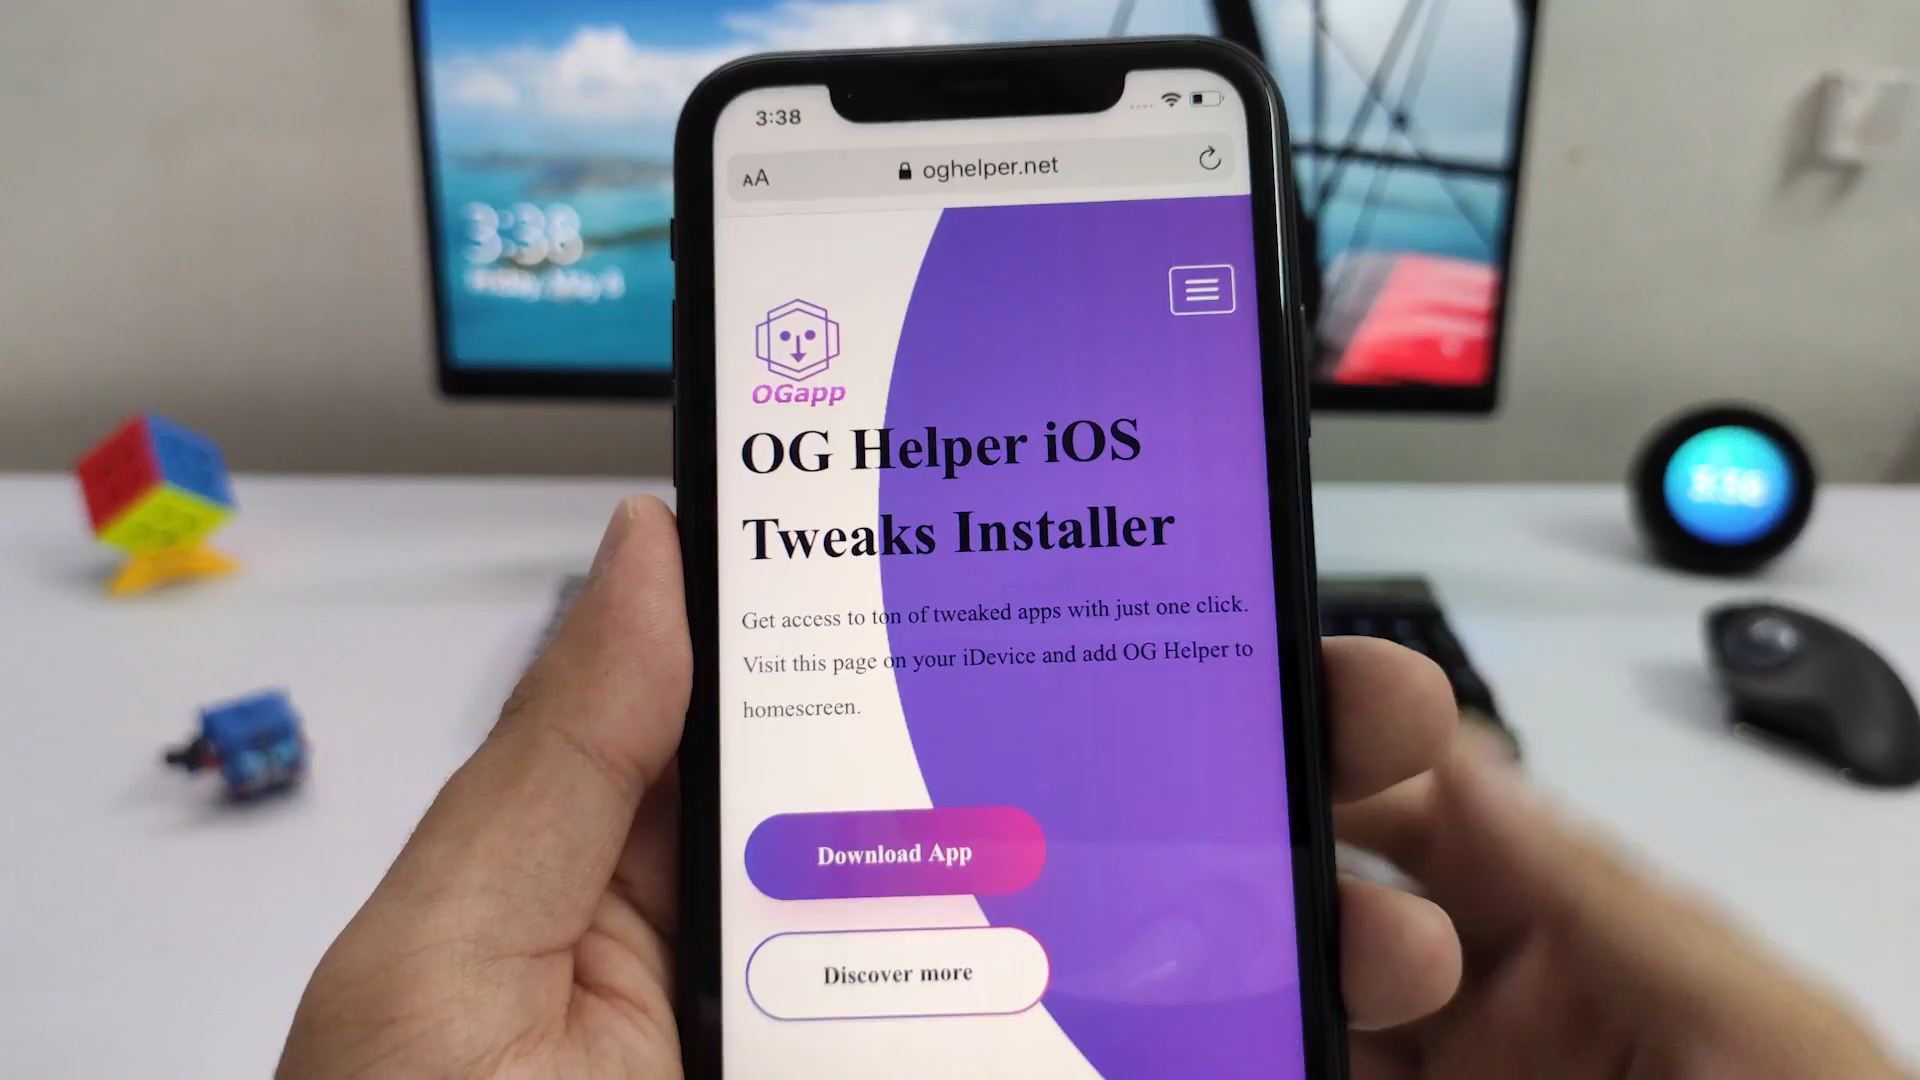 3:38
AA oghelper.net
3:38
OGapp
OG Helper iOS
Tweaks Installer
Get access to ton of tweaked apps with just one click.
Visit this page on your iDevice and add OG Helper to
homescreen.
Download App
Discover more